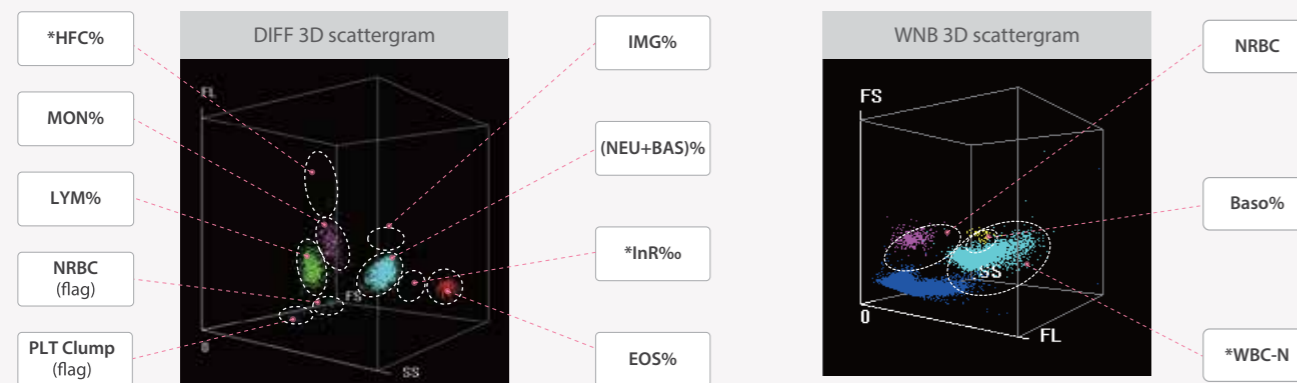 *HFC%
MON%
LYM%
NRBC
(flag)
PLT Clump
(flag)
DIFF 3D scattergram
FL
FS
0
SS
IMG%
(NEU+BAS)%
*InR‰
EOS%
WNB 3D scattergram
FS
SS
0
FL
NRBC
Baso%
*WBC-N